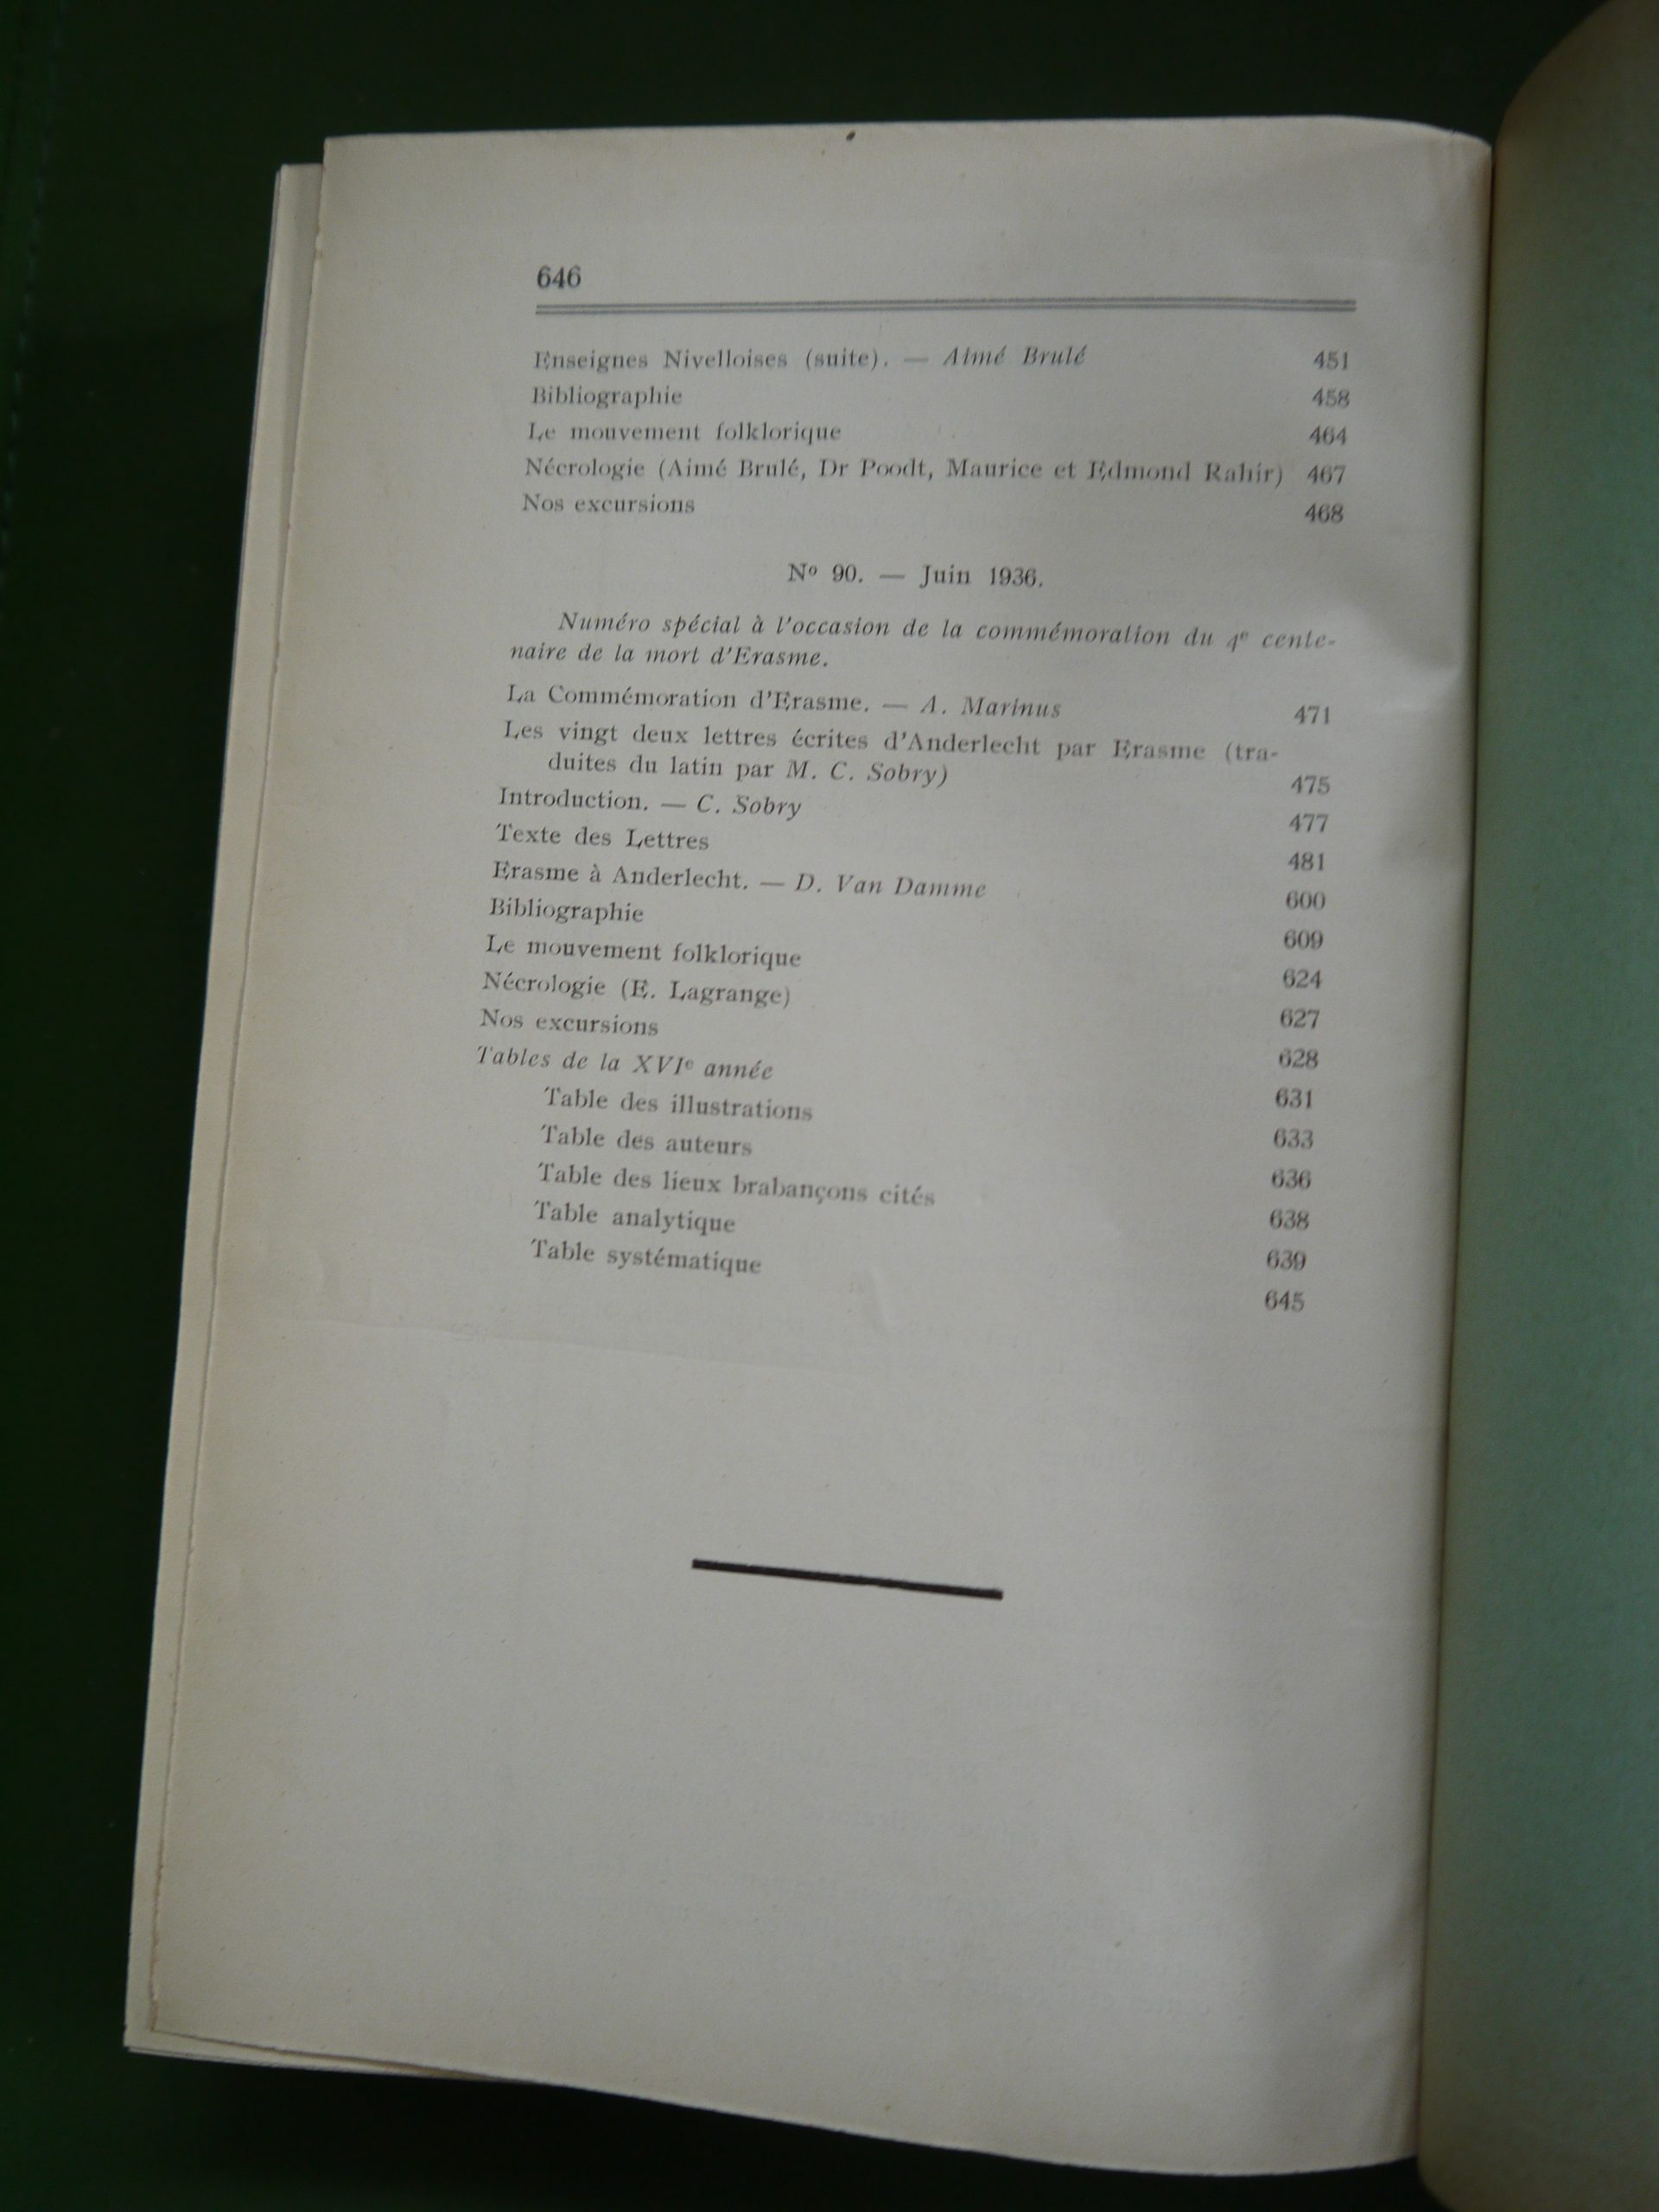 646
Enseignes Nivelloises (suite). — Aimé Brulé 451
Bibliographie 458
Le mouvement folklorique 464
Nécrologie (Aimé Brulé, Dr Poodt, Maurice et Edmond Rahir) 467
Nos excursions 468
Nº 90. — Juin 1936.
Numéro spécial à l'occasion de la commémoration du 4e cente-
naire de la mort d'Erasme.
La Commémoration d'Erasme. — A. Marinus 471
Les vingt deux lettres écrites d'Anderlecht par Erasme (tra-
duites du latin par M. C. Sobry) 475
Introduction. — C. Sobry 477
Texte des Lettres 481
Erasme à Anderlecht. — D. Van Damme 600
Bibliographie 609
Le mouvement folklorique 624
Nécrologie (E. Lagrange) 627
Nos excursions 628
Tables de la XVIe année 631
Table des illustrations 633
Table des auteurs 636
Table des lieux brabançons cités 638
Table analytique 639
Table systématique 645